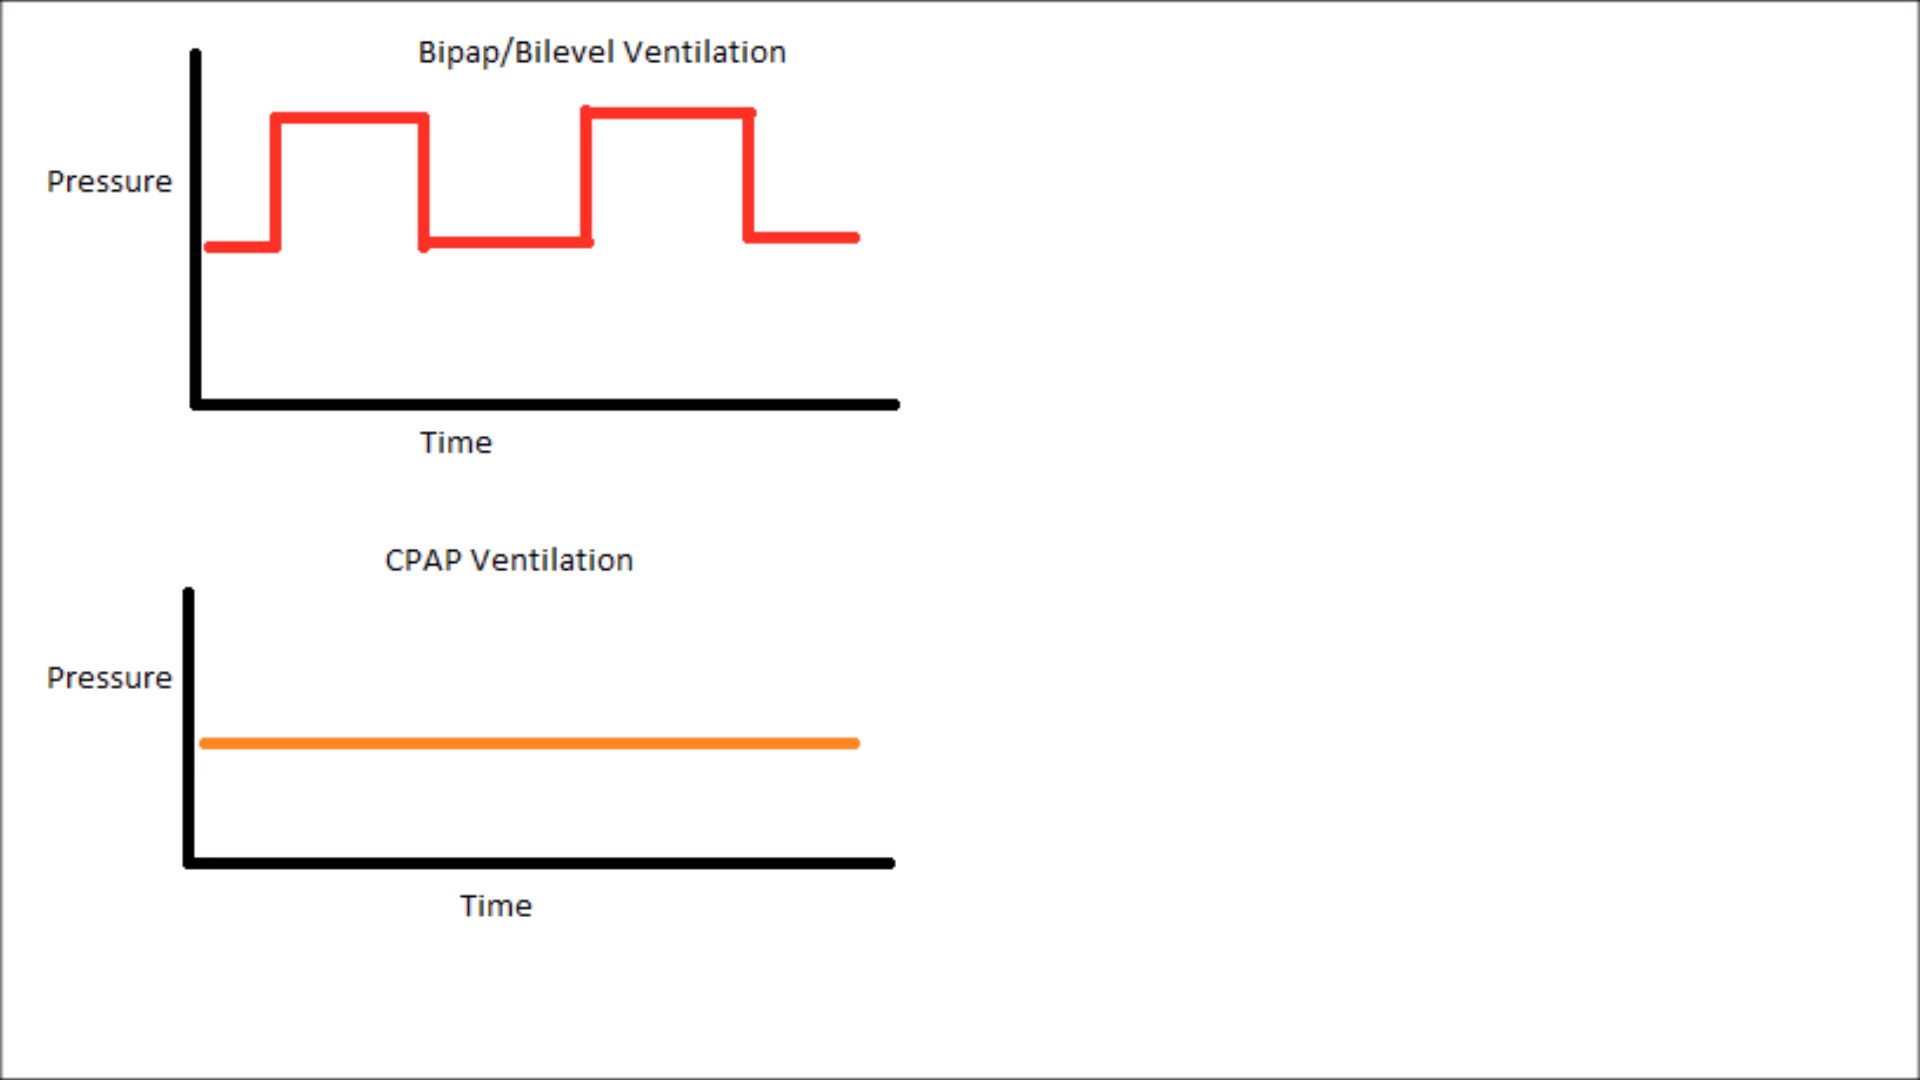 Bipap/Bilevel Ventilation
Pressure
Time
CPAP Ventilation
Pressure
Time